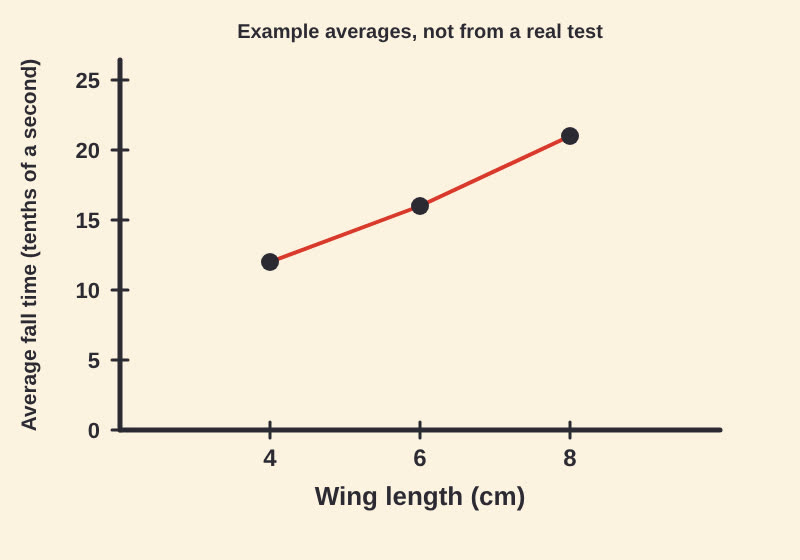 Example averages, not from a real test
Average fall time (tenths of a second)
25
20
15
10
5
0
4 6 8
Wing length (cm)